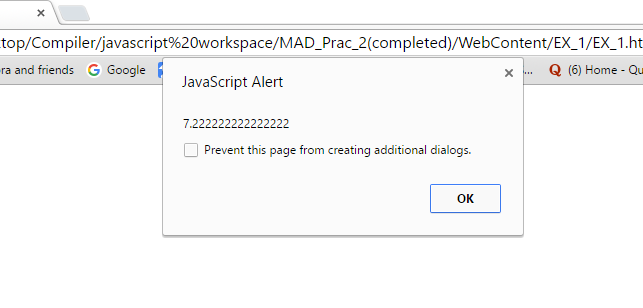 top/Compiler/javascript%20workspace/MAD_Prac_2(completed)/WebContent/EX_1/EX_1.ht
ra and friends Google ... (6) Home - Qu
JavaScript Alert
7.222222222222222
Prevent this page from creating additional dialogs.
OK